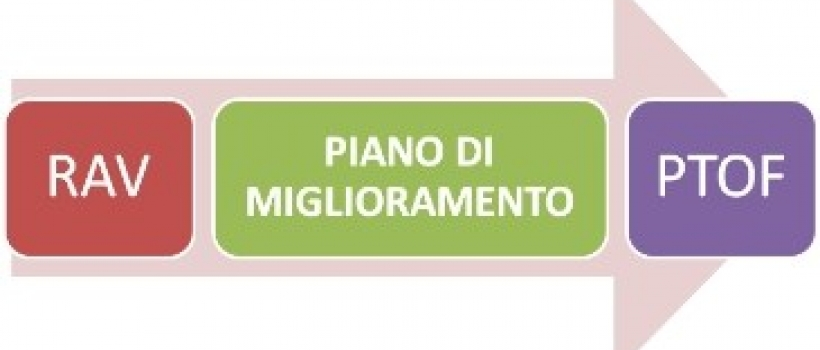 RAV
PIANO DI
MIGLIORAMENTO
PTOF